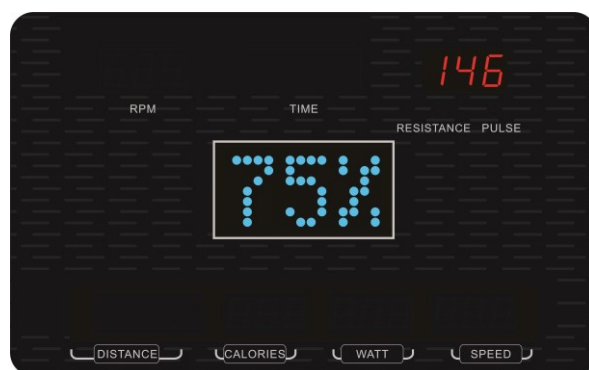 146
RPM TIME
RESISTANCE PULSE
75%
DISTANCE CALORIES WATT SPEED